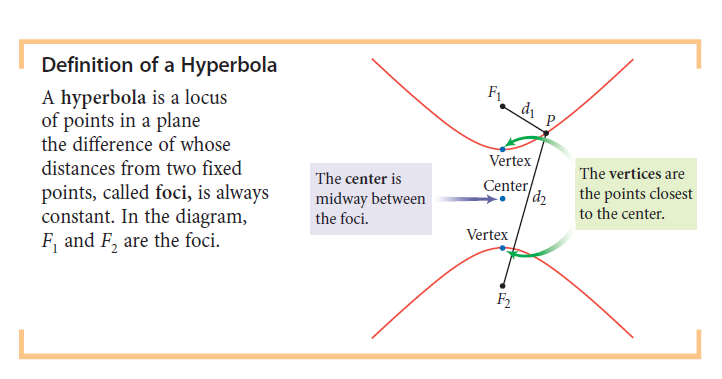 Definition of a Hyperbola
A hyperbola is a locus
of points in a plane
the difference of whose
distances from two fixed
points, called foci, is always
constant. In the diagram,
F₁ and F₂ are the foci.
The center is
midway between
the foci.
F₁
d₁
P
Vertex
Center
d₂
Vertex
F₂
The vertices are
the points closest
to the center.